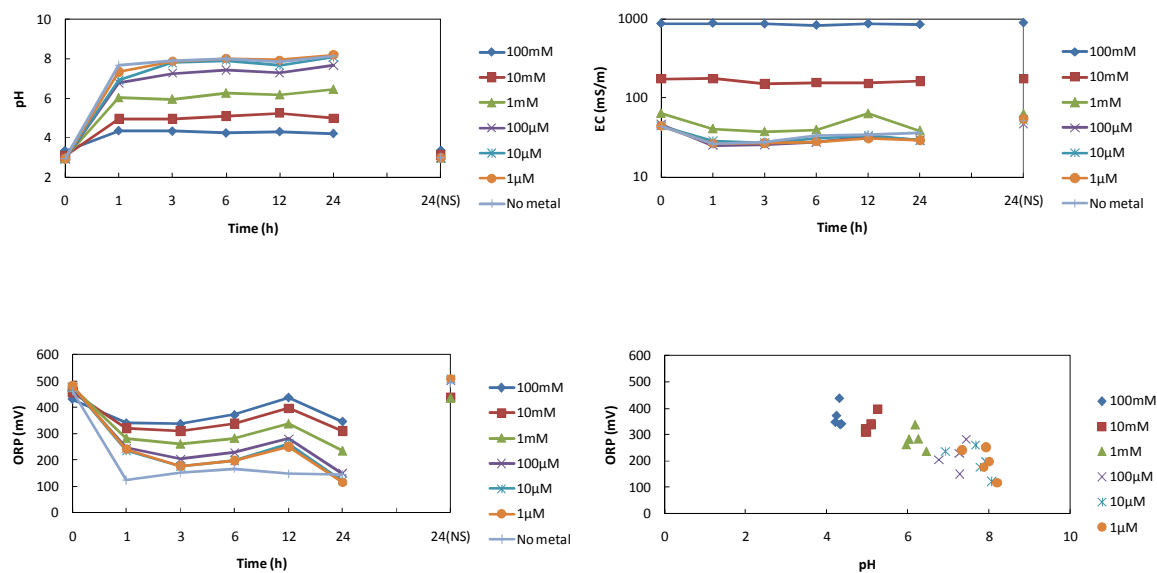 10
8
6
4
2
pH
0 1 3 6 12 24 24(NS)
Time (h)
100mM
10mM
1mM
100µM
10µM
1µM
No metal
1000
100
10
EC (mS/m)
0 1 3 6 12 24 24(NS)
Time (h)
100mM
10mM
1mM
100µM
10µM
1µM
No metal
600
500
400
300
200
100
0
ORP (mV)
0 1 3 6 12 24 24(NS)
Time (h)
100mM
10mM
1mM
100µM
10µM
1µM
No metal
600
500
400
300
200
100
0
ORP (mV)
0 2 4 6 8 10
pH
100mM
10mM
1mM
100µM
10µM
1µM